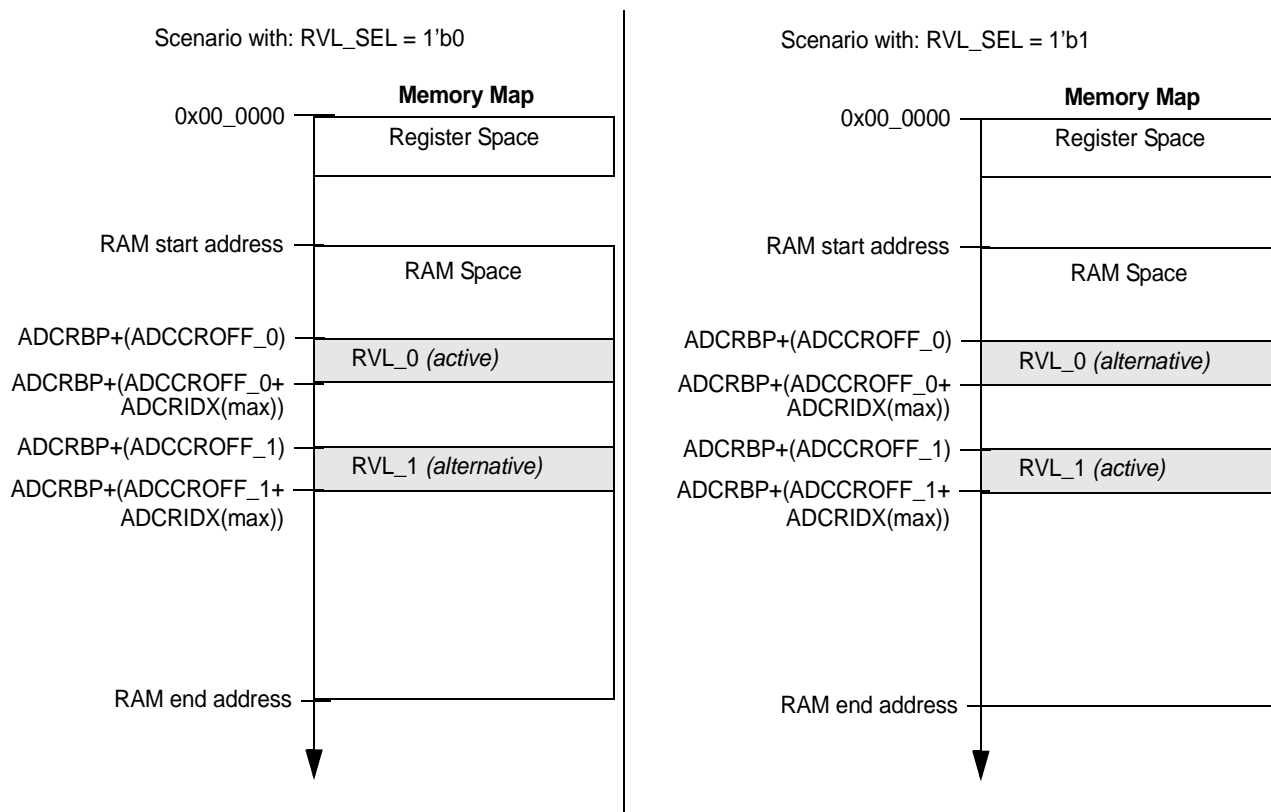 Scenario with: RVL_SEL = 1'b0
Memory Map
0x00_0000
Register Space
RAM start address
RAM Space
ADCRBP+(ADCCROFF_0)
RVL_0 (active)
ADCRBP+(ADCCROFF_0+
ADCRIDX(max))
ADCRBP+(ADCCROFF_1)
RVL_1 (alternative)
ADCRBP+(ADCCROFF_1+
ADCRIDX(max))
RAM end address
Scenario with: RVL_SEL = 1'b1
Memory Map
0x00_0000
Register Space
RAM start address
RAM Space
ADCRBP+(ADCCROFF_0)
RVL_0 (alternative)
ADCRBP+(ADCCROFF_0+
ADCRIDX(max))
ADCRBP+(ADCCROFF_1)
RVL_1 (active)
ADCRBP+(ADCCROFF_1+
ADCRIDX(max))
RAM end address